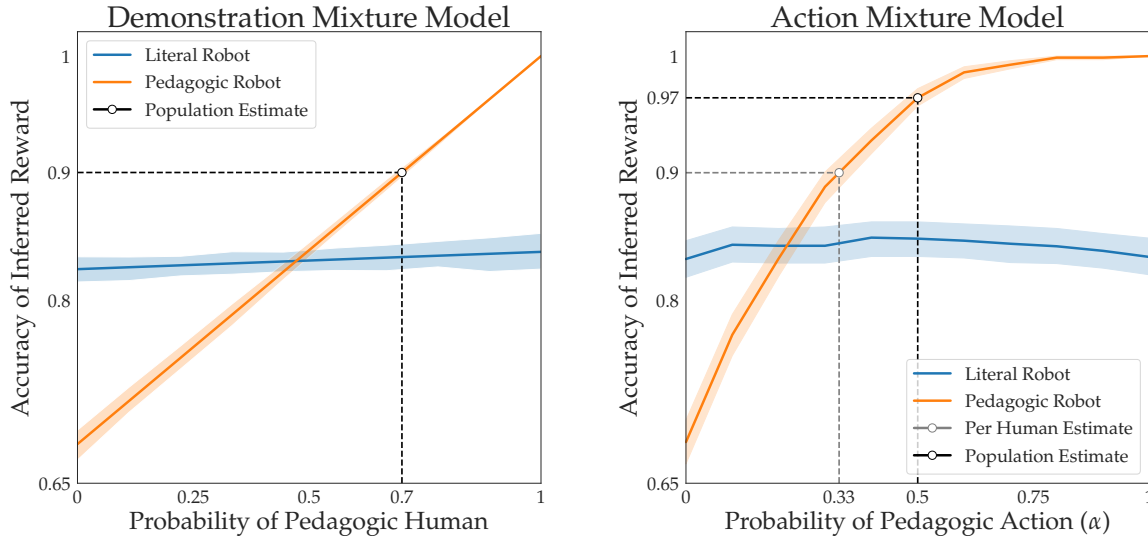 Demonstration Mixture Model
Accuracy of Inferred Reward
1
0.9
0.8
0.65
Literal Robot
Pedagogic Robot
Population Estimate
0
0.25
0.5
0.7
1
Probability of Pedagogic Human
Action Mixture Model
Accuracy of Inferred Reward
1
0.97
0.9
0.8
0.65
Literal Robot
Pedagogic Robot
Per Human Estimate
Population Estimate
0
0.33
0.5
0.75
1
Probability of Pedagogic Action (α)